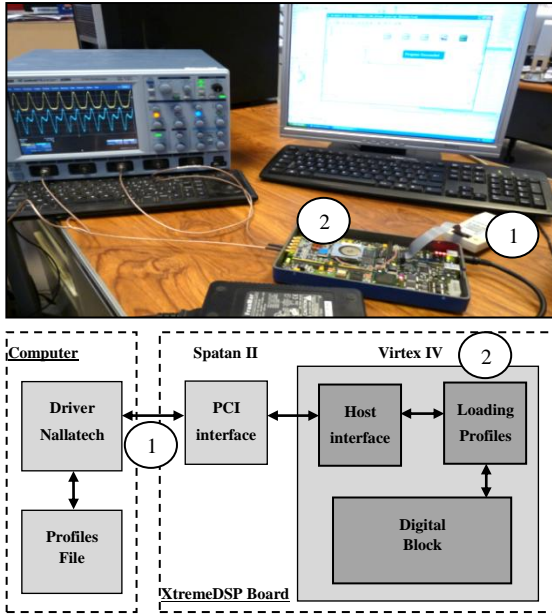 2
1
Computer
Spatan II
Virtex IV
2
Driver
Nallatech
1
PCI
interface
Host
interface
Loading
Profiles
Profiles
File
Digital
Block
XtremeDSP Board